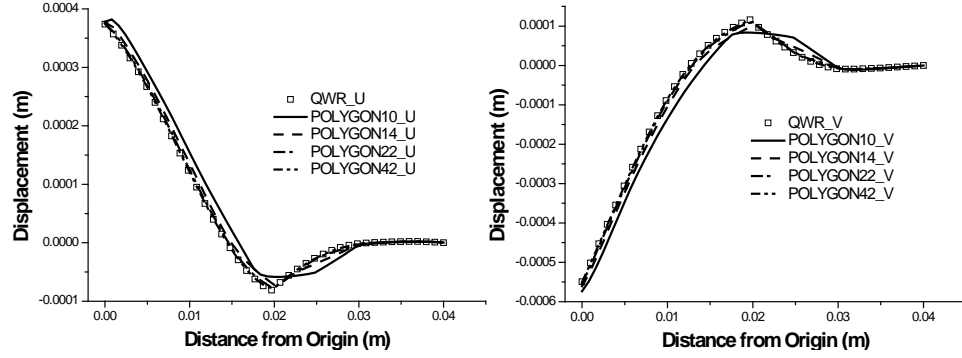 0.0004
0.0003
0.0002
0.0001
0.0000
-0.0001
Displacement (m)
QWR_U
POLYGON10_U
POLYGON14_U
POLYGON22_U
POLYGON42_U
0.00 0.01 0.02 0.03 0.04
Distance from Origin (m)
0.0001
0.0000
-0.0001
-0.0002
-0.0003
-0.0004
-0.0005
-0.0006
Displacement (m)
QWR_V
POLYGON10_V
POLYGON14_V
POLYGON22_V
POLYGON42_V
0.00 0.01 0.02 0.03 0.04
Distance from Origin (m)